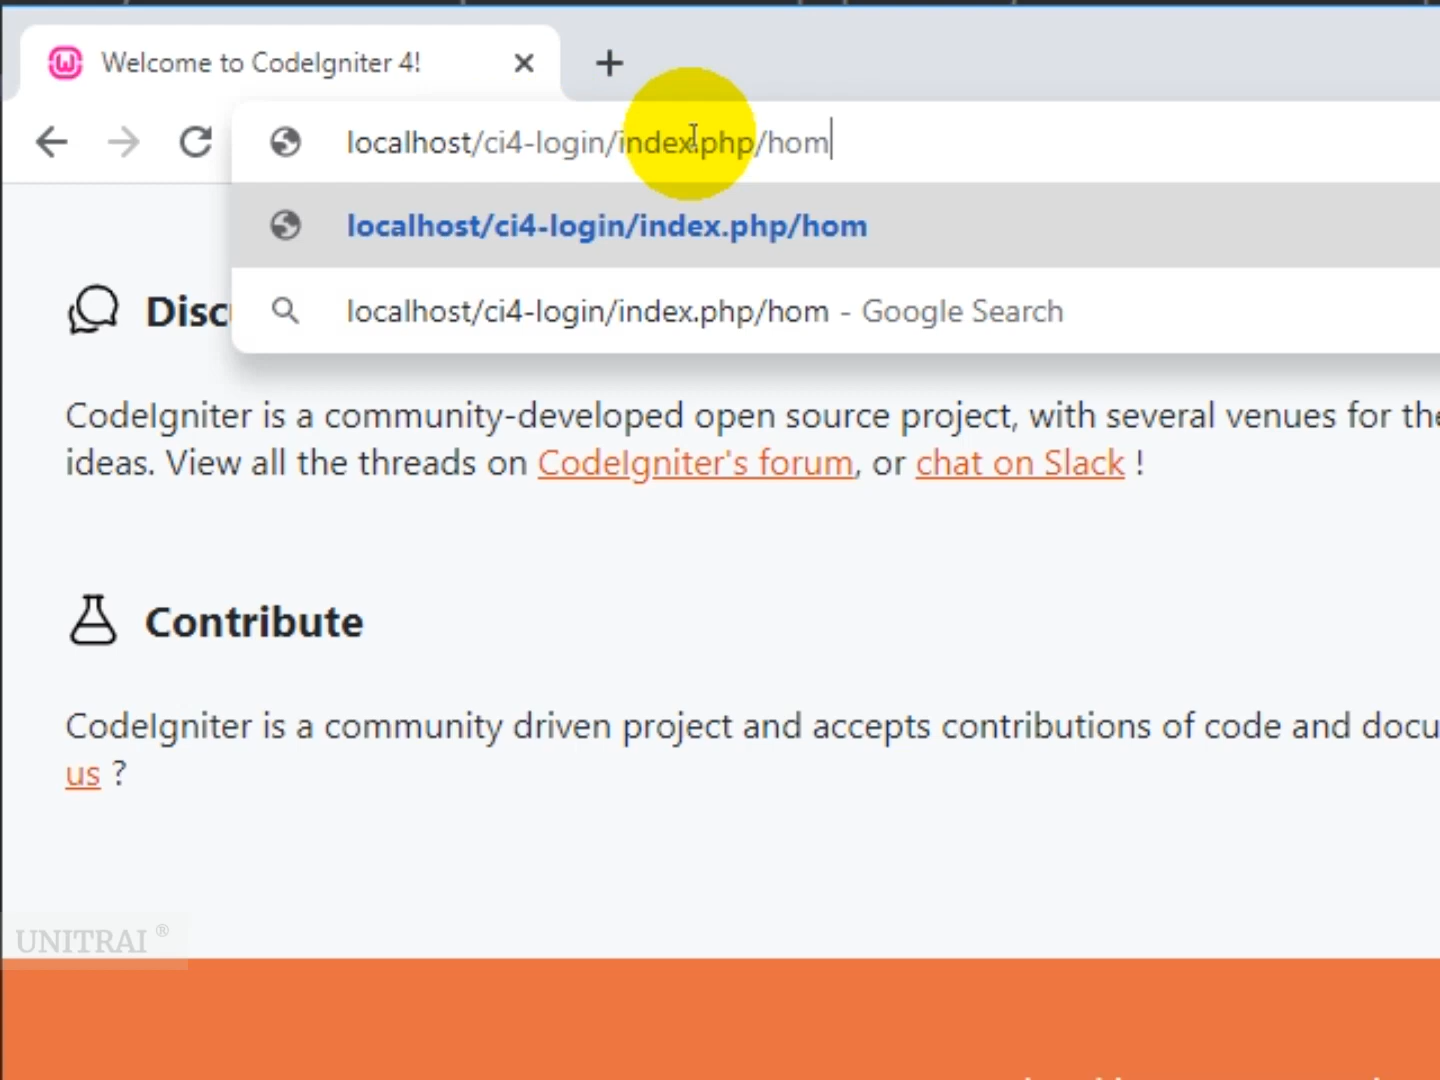 Welcome to CodeIgniter 4!
localhost/ci4-login/index.php/hom
localhost/ci4-login/index.php/hom
Disc
localhost/ci4-login/index.php/hom - Google Search
CodeIgniter is a community-developed open source project, with several venues for the
ideas. View all the threads on CodeIgniter's forum, or chat on Slack !
Contribute
CodeIgniter is a community driven project and accepts contributions of code and docu
us ?
UNITRAI ®